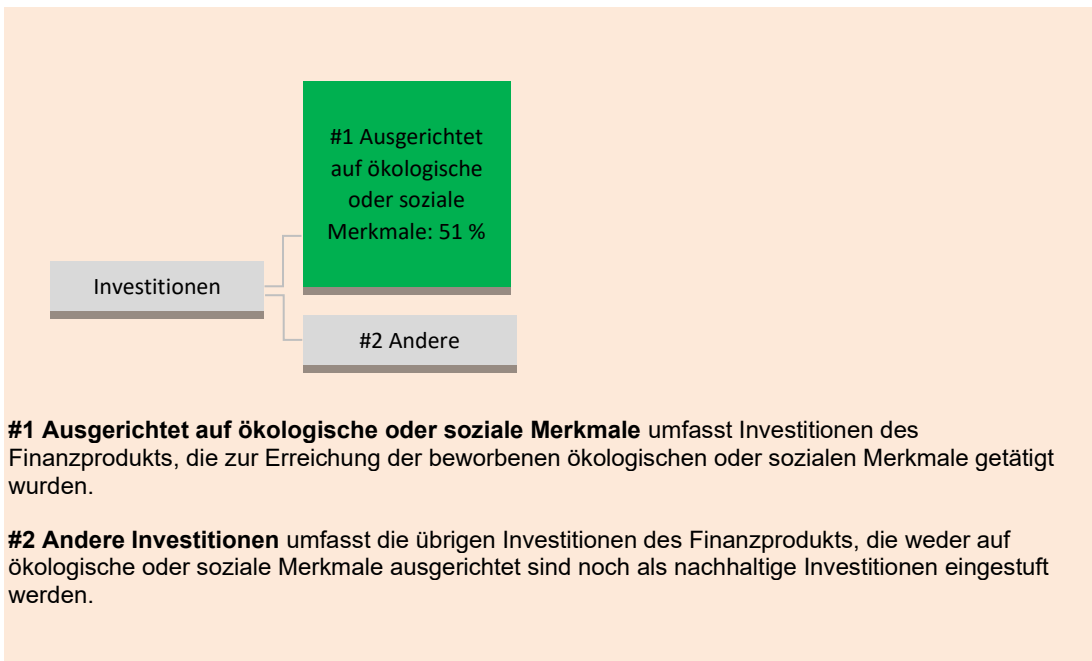 #1 Ausgerichtet
auf ökologische
oder soziale
Merkmale: 51 %
Investitionen
#2 Andere
#1 Ausgerichtet auf ökologische oder soziale Merkmale umfasst Investitionen des
Finanzprodukts, die zur Erreichung der beworbenen ökologischen oder sozialen Merkmale getätigt
wurden.
#2 Andere Investitionen umfasst die übrigen Investitionen des Finanzprodukts, die weder auf
ökologische oder soziale Merkmale ausgerichtet sind noch als nachhaltige Investitionen eingestuft
werden.